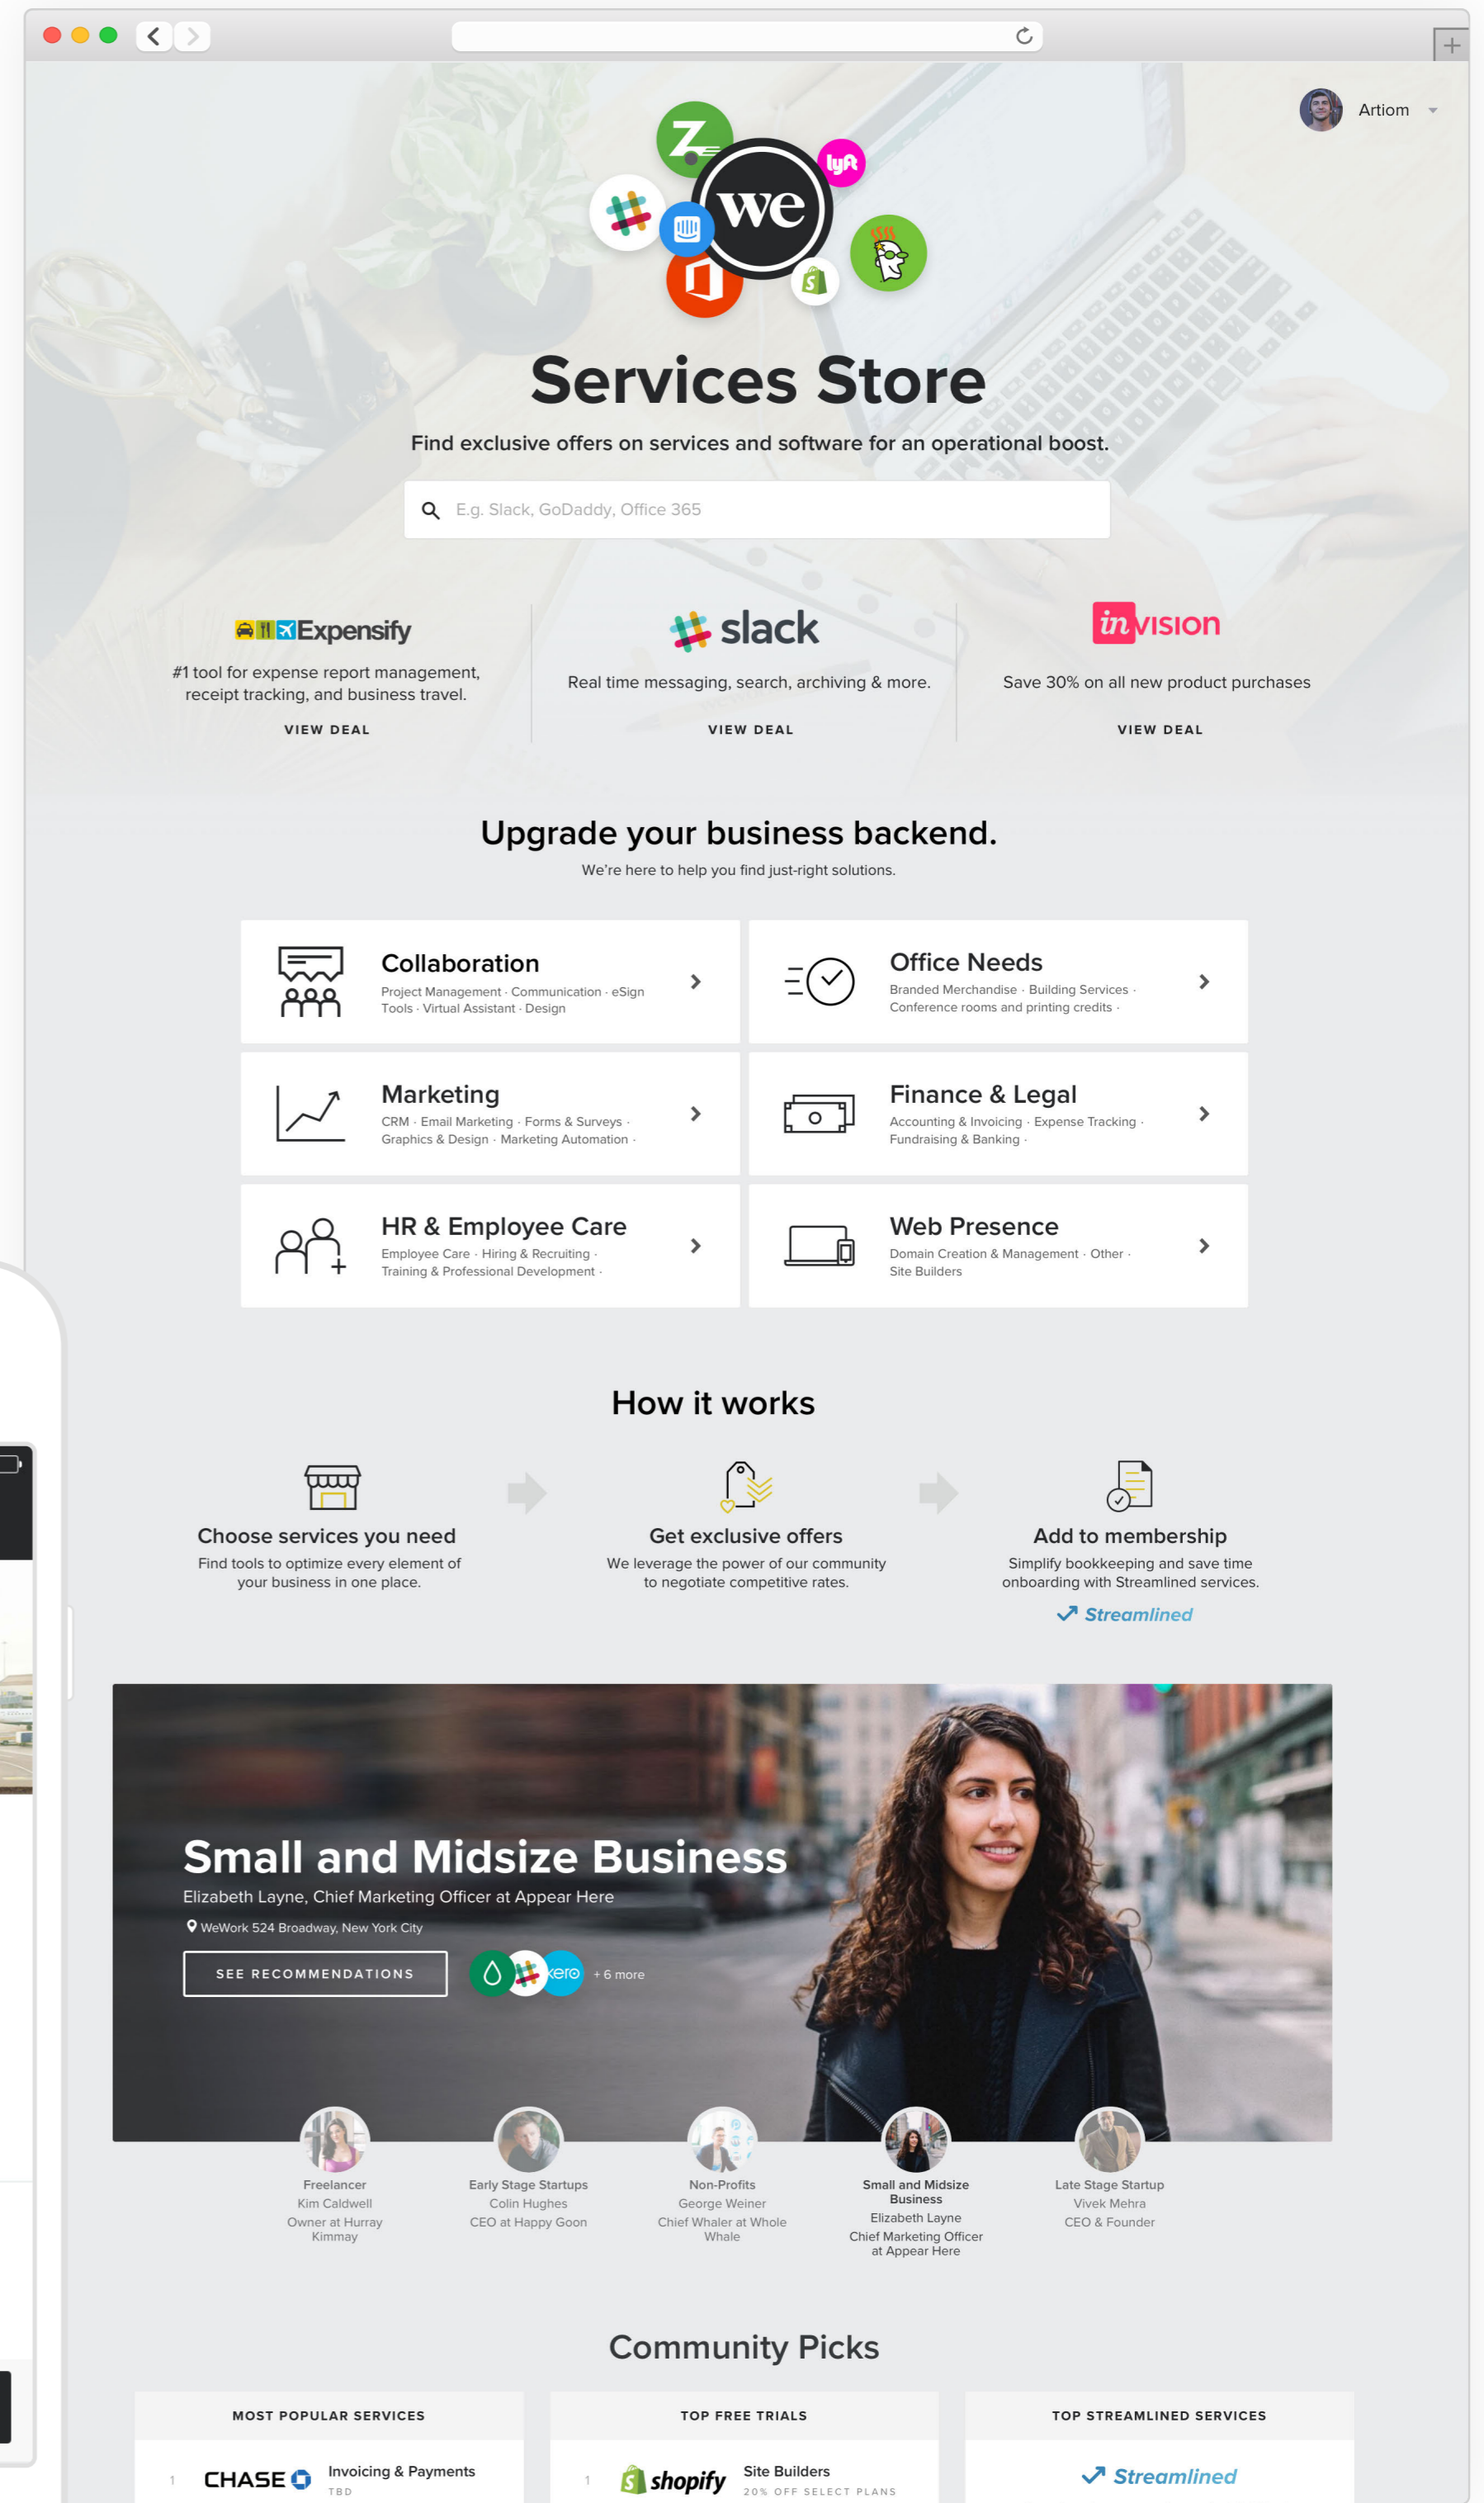 Artiom
we
lyft
S
Services Store
Find exclusive offers on services and software for an operational boost.
E.g. Slack, GoDaddy, Office 365
Expensify
#1 tool for expense report management,
receipt tracking, and business travel.
VIEW DEAL
slack
Real time messaging, search, archiving & more.
VIEW DEAL
invision
Save 30% on all new product purchases
VIEW DEAL
Upgrade your business backend.
We're here to help you find just-right solutions.
Collaboration
Project Management · Communication · eSign
Tools · Virtual Assistant · Design
Office Needs
Branded Merchandise · Building Services ·
Conference rooms and printing credits ·
Marketing
CRM · Email Marketing · Forms & Surveys ·
Graphics & Design · Marketing Automation ·
Finance & Legal
Accounting & Invoicing · Expense Tracking ·
Fundraising & Banking ·
HR & Employee Care
Employee Care · Hiring & Recruiting ·
Training & Professional Development ·
Web Presence
Domain Creation & Management · Other ·
Site Builders
How it works
Choose services you need
Find tools to optimize every element of
your business in one place.
Get exclusive offers
We leverage the power of our community
to negotiate competitive rates.
Add to membership
Simplify bookkeeping and save time
onboarding with Streamlined services.
Streamlined
Small and Midsize Business
Elizabeth Layne, Chief Marketing Officer at Appear Here
WeWork 524 Broadway, New York City
SEE RECOMMENDATIONS
xero
+ 6 more
Freelancer
Kim Caldwell
Owner at Hurray
Kimmay
Early Stage Startups
Colin Hughes
CEO at Happy Goon
Non-Profits
George Weiner
Chief Whaler at Whole
Whale
Small and Midsize
Business
Elizabeth Layne
Chief Marketing Officer
at Appear Here
Late Stage Startup
Vivek Mehra
CEO & Founder
Community Picks
MOST POPULAR SERVICES
1
CHASE
Invoicing & Payments
TBD
TOP FREE TRIALS
1
shopify
Site Builders
20% OFF SELECT PLANS
TOP STREAMLINED SERVICES
Streamlined